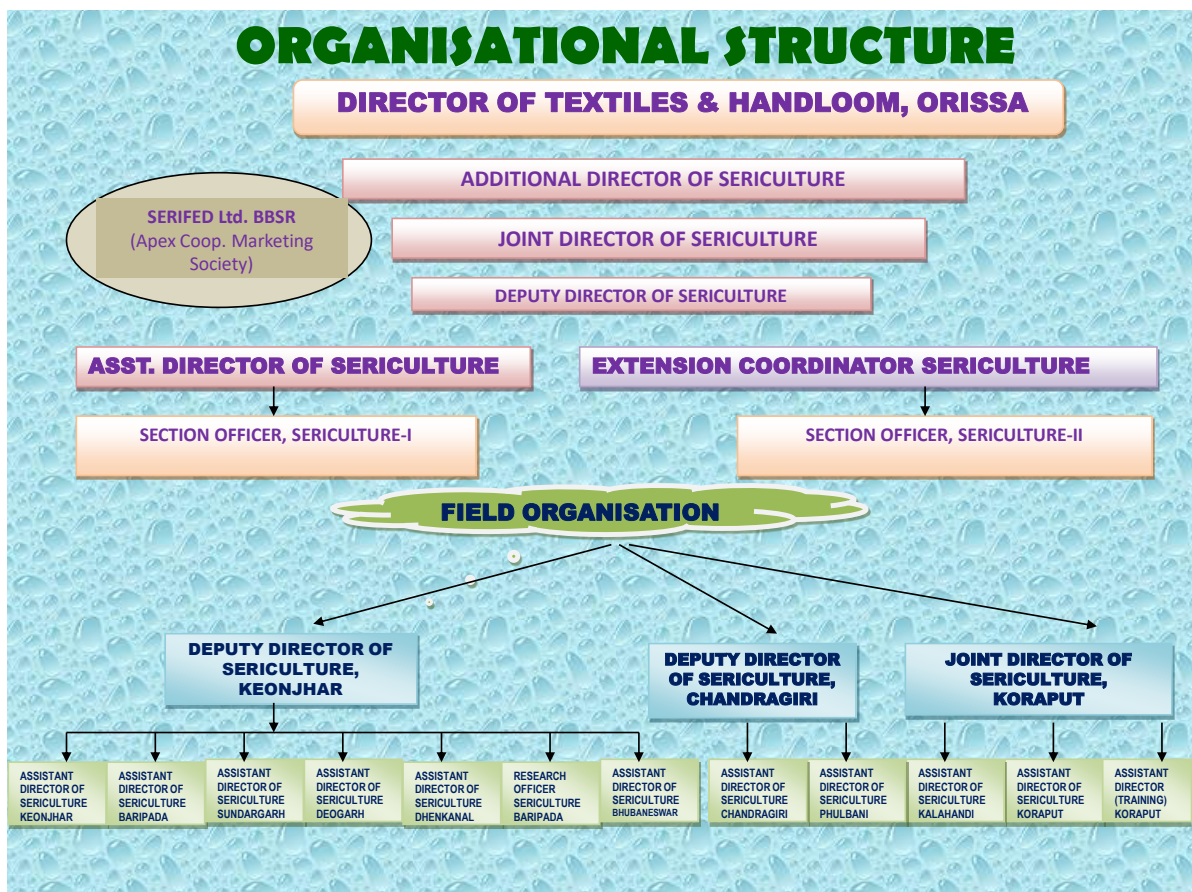 ORGANISATIONAL STRUCTURE
DIRECTOR OF TEXTILES & HANDLOOM, ORISSA
ADDITIONAL DIRECTOR OF SERICULTURE
SERIFED Ltd. BBSR
(Apex Coop. Marketing
Society)
JOINT DIRECTOR OF SERICULTURE
DEPUTY DIRECTOR OF SERICULTURE
ASST. DIRECTOR OF SERICULTURE
EXTENSION COORDINATOR SERICULTURE
SECTION OFFICER, SERICULTURE-I
SECTION OFFICER, SERICULTURE-II
FIELD ORGANISATION
DEPUTY DIRECTOR OF
SERICULTURE,
KEONJHAR
DEPUTY DIRECTOR
OF SERICULTURE,
CHANDRAGIRI
JOINT DIRECTOR OF
SERICULTURE,
KORAPUT
ASSISTANT
DIRECTOR OF
SERICULTURE
KEONJHAR
ASSISTANT
DIRECTOR OF
SERICULTURE
BARIPADA
ASSISTANT
DIRECTOR OF
SERICULTURE
SUNDARGARH
ASSISTANT
DIRECTOR OF
SERICULTURE
DEOGARH
ASSISTANT
DIRECTOR OF
SERICULTURE
DHENKANAL
RESEARCH
OFFICER
SERICULTURE
BARIPADA
ASSISTANT
DIRECTOR OF
SERICULTURE
BHUBANESWAR
ASSISTANT
DIRECTOR OF
SERICULTURE
CHANDRAGIRI
ASSISTANT
DIRECTOR OF
SERICULTURE
PHULBANI
ASSISTANT
DIRECTOR OF
SERICULTURE
KALAHANDI
ASSISTANT
DIRECTOR OF
SERICULTURE
KORAPUT
ASSISTANT
DIRECTOR
(TRAINING)
KORAPUT